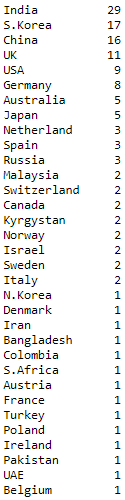 India 29
S.Korea 17
China 16
UK 11
USA 9
Germany 8
Australia 5
Japan 5
Netherland 3
Spain 3
Russia 3
Malaysia 2
Switzerland 2
Canada 2
Kyrgystan 2
Norway 2
Israel 2
Sweden 2
Italy 2
N.Korea 1
Denmark 1
Iran 1
Bangladesh 1
Colombia 1
S.Africa 1
Austria 1
France 1
Turkey 1
Poland 1
Ireland 1
Pakistan 1
UAE 1
Belgium 1